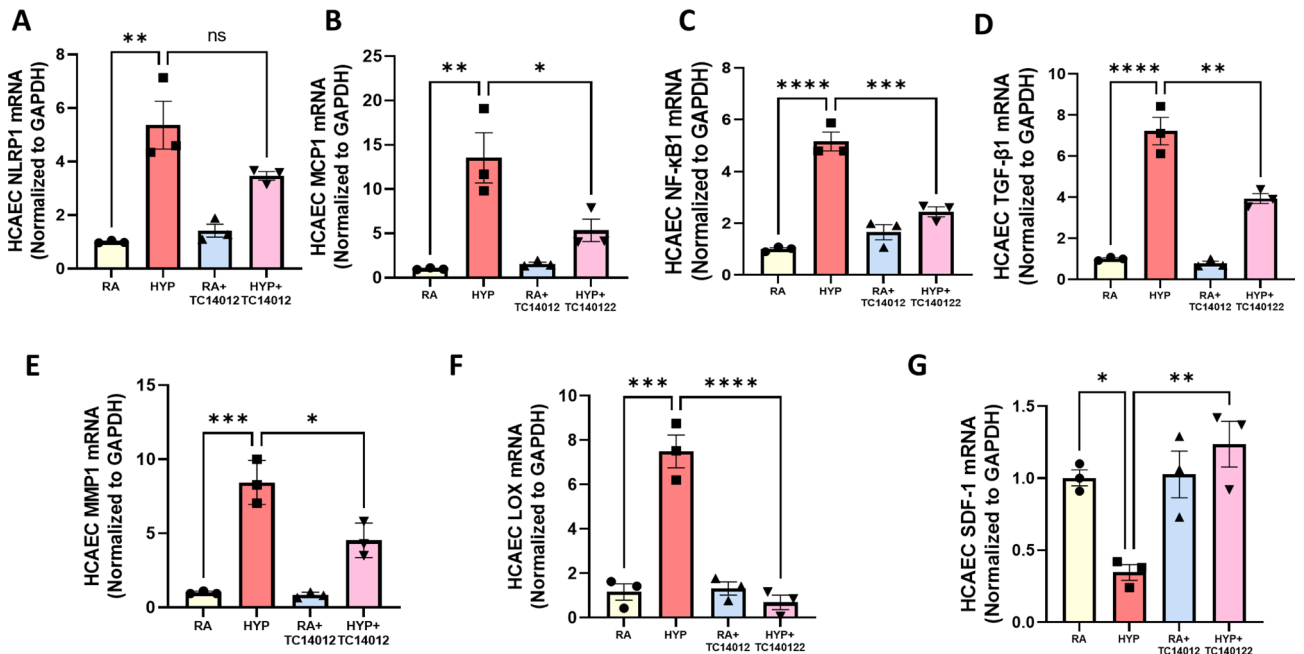 A
HCAEC NLRP1 mRNA
(Normalized to GAPDH)
8
6
4
2
0
**
ns
RA
HYP
RA+
TC14012
HYP+
TC14012
B
HCAEC MCP1 mRNA
(Normalized to GAPDH)
25
20
15
10
5
0
**
*
RA
HYP
RA+
TC14012
HYP+
TC140122
C
HCAEC NF-κB1 mRNA
(Normalized to GAPDH)
8
6
4
2
0
****
***
RA
HYP
RA+
TC14012
HYP+
TC140122
D
HCAEC TGF-β1 mRNA
(Normalized to GAPDH)
10
8
6
4
2
0
****
**
RA
HYP
RA+
TC14012
HYP+
TC140122
E
HCAEC MMP1 mRNA
(Normalized to GAPDH)
15
10
5
0
***
*
RA
HYP
RA+
TC14012
HYP+
TC14012
F
HCAEC LOX mRNA
(Normalized to GAPDH)
10
8
6
4
2
0
***
****
RA
HYP
RA+
TC14012
HYP+
TC140122
G
HCAEC SDF-1 mRNA
(Normalized to GAPDH)
1.5
1.0
0.5
0.0
*
**
RA
HYP
RA+
TC14012
HYP+
TC140122